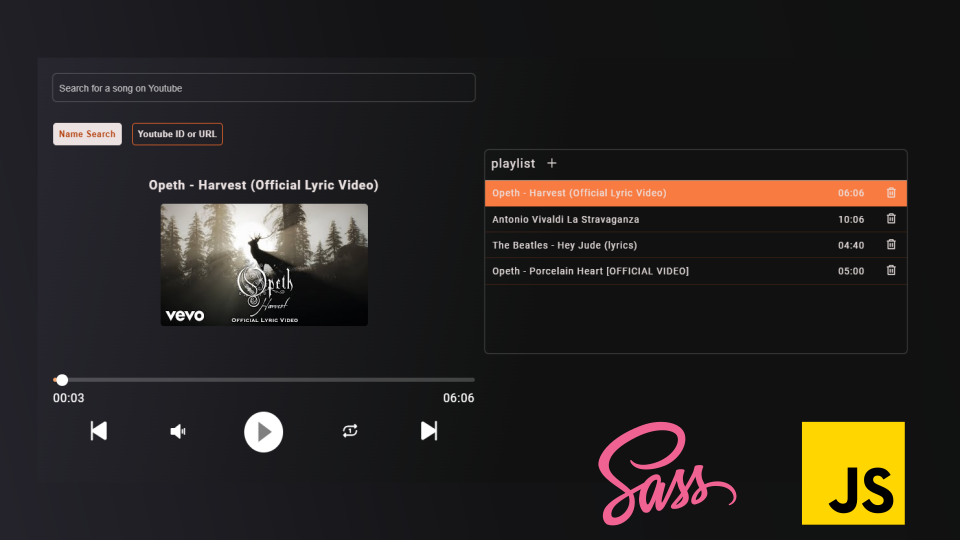 Search for a song on Youtube
Name Search
Youtube ID or URL
Opeth - Harvest (Official Lyric Video)
Opeth
Harvest
vevo
OFFICIAL LYRIC VIDEO
00:03
06:06
1
playlist +
Opeth - Harvest (Official Lyric Video) 06:06
Antonio Vivaldi La Stravaganza 10:06
The Beatles - Hey Jude (lyrics) 04:40
Opeth - Porcelain Heart [OFFICIAL VIDEO] 05:00
Sass
JS